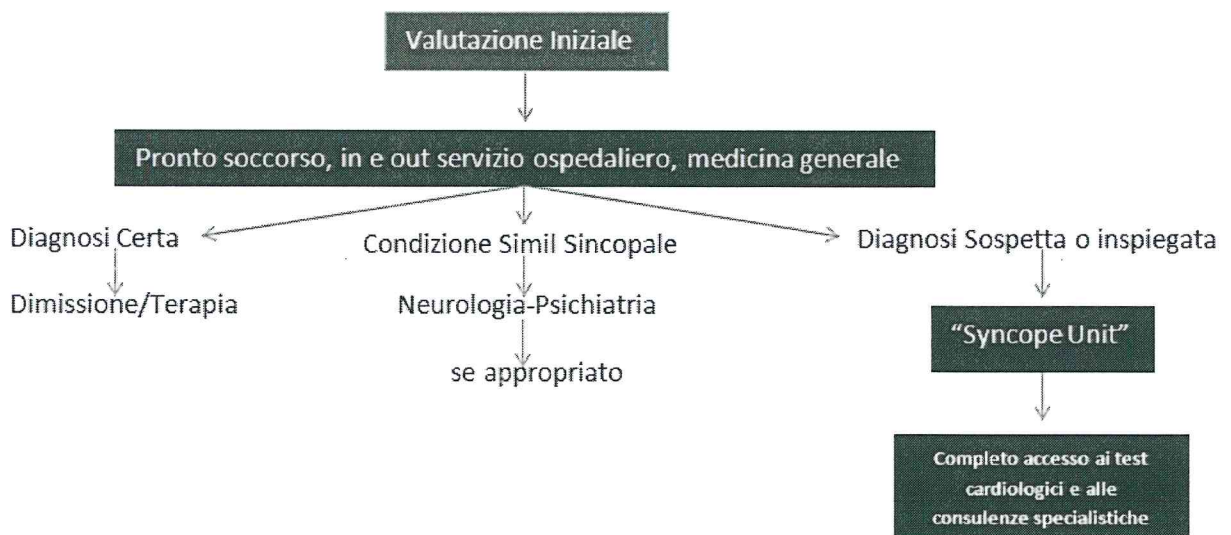 Valutazione Iniziale
Pronto soccorso, in e out servizio ospedaliero, medicina generale
Diagnosi Certa
Condizione Simil Sincopale
Diagnosi Sospetta o inspiegata
Dimissione/Terapia
Neurologia-Psichiatria
"Syncope Unit"
se appropriato
Completo accesso ai test
cardiologici e alle
consulenze specialistiche